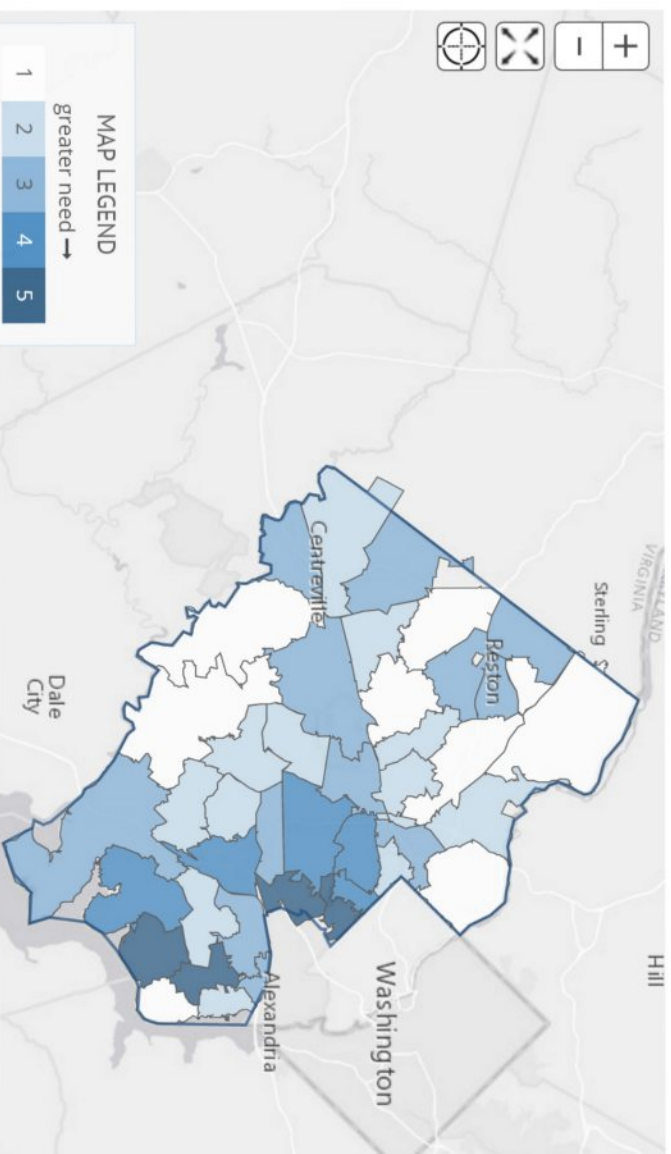 +
−
MAP LEGEND
greater need →
1 2 3 4 5
VIRGINIA
Sterling
Reston
Centreville
Hill
Washington
Alexandria
Dale
City